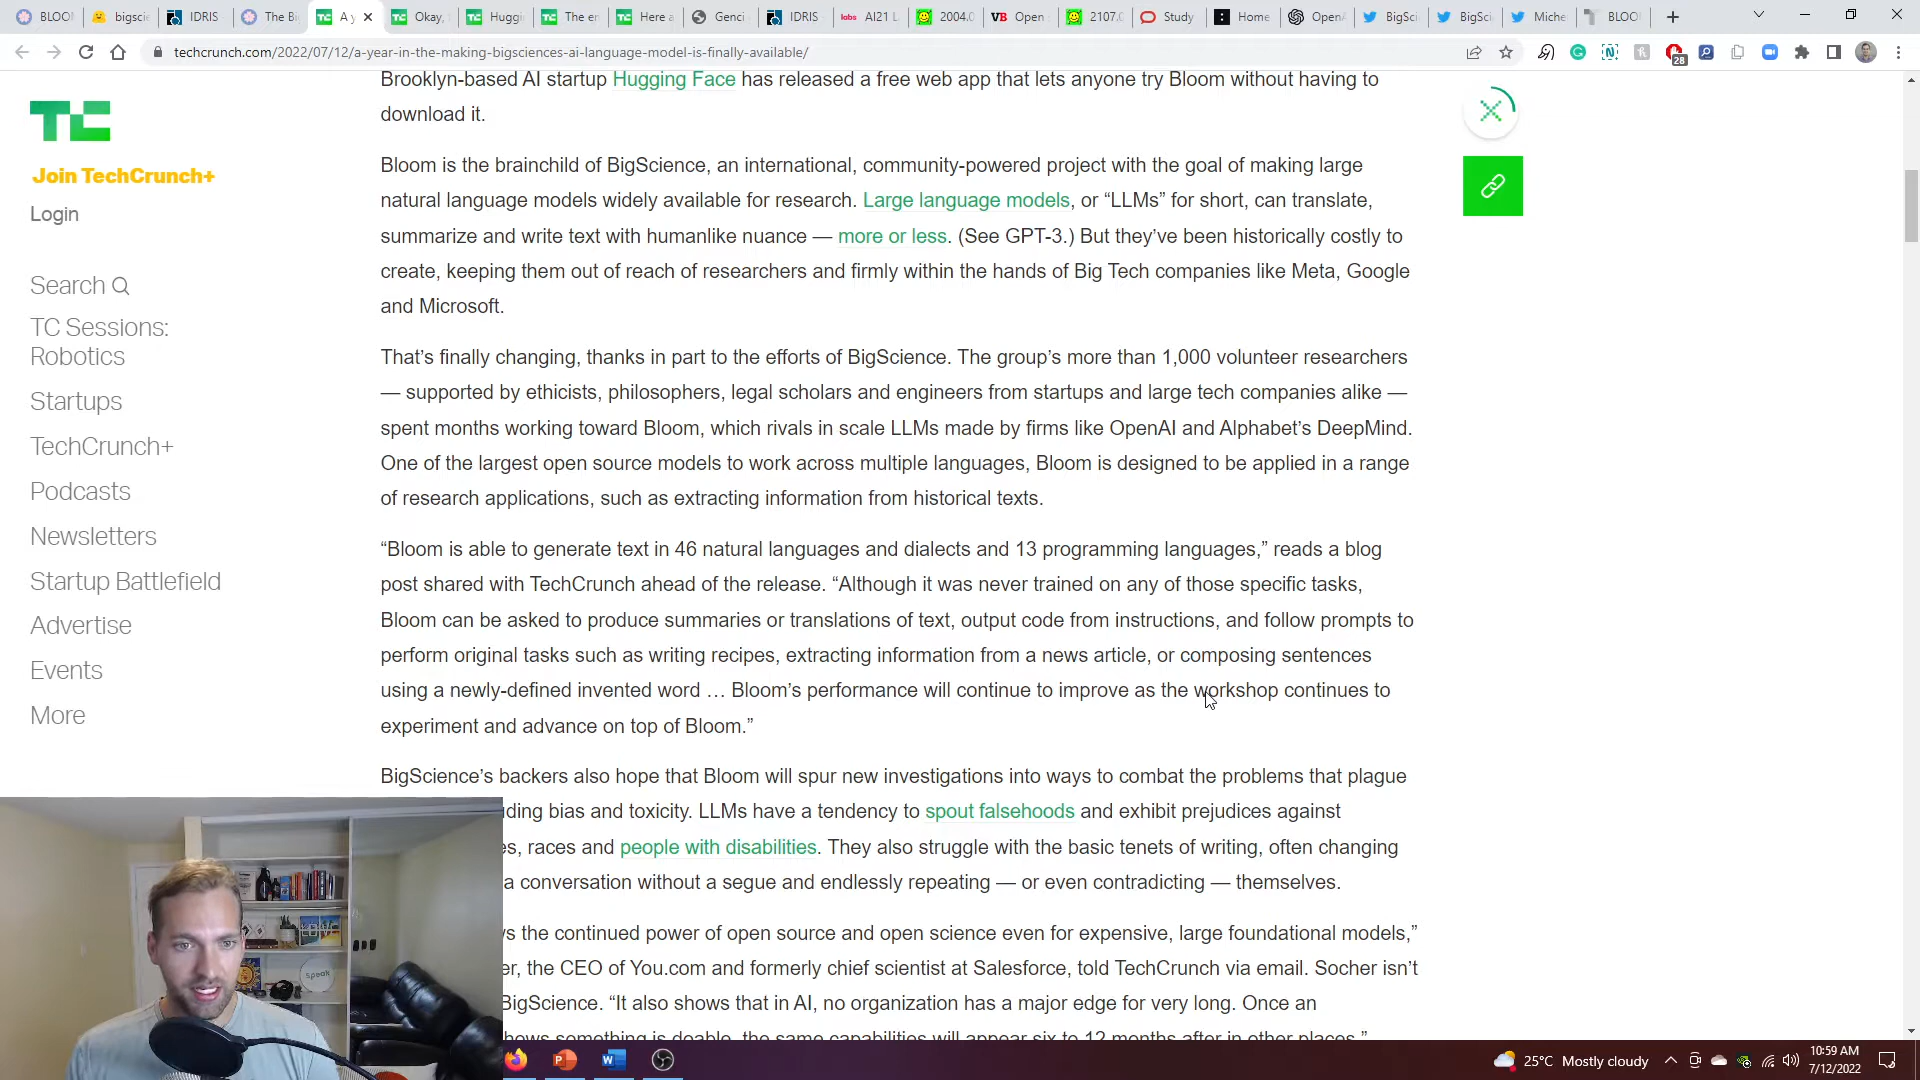 BLOO
bigscie
IDRIS
The Bi
A y
Okay,
Huggi
The en
Here a
Genci
IDRIS
labs AI21 L
2004.0
VB Open
2107.0
Study
Home
OpenA
BigSci
BigSc
Miche
BLOO
techcrunch.com/2022/07/12/a-year-in-the-making-bigsciences-ai-language-model-is-finally-available/
28
TC
Join TechCrunch+
Login
Search
TC Sessions:
Robotics
Startups
TechCrunch+
Podcasts
Newsletters
Startup Battlefield
Advertise
Events
More
Brooklyn-based AI startup Hugging Face has released a free web app that lets anyone try Bloom without having to
download it.
Bloom is the brainchild of BigScience, an international, community-powered project with the goal of making large
natural language models widely available for research. Large language models, or “LLMs” for short, can translate,
summarize and write text with humanlike nuance — more or less. (See GPT-3.) But they’ve been historically costly to
create, keeping them out of reach of researchers and firmly within the hands of Big Tech companies like Meta, Google
and Microsoft.
That’s finally changing, thanks in part to the efforts of BigScience. The group’s more than 1,000 volunteer researchers
— supported by ethicists, philosophers, legal scholars and engineers from startups and large tech companies alike —
spent months working toward Bloom, which rivals in scale LLMs made by firms like OpenAI and Alphabet’s DeepMind.
One of the largest open source models to work across multiple languages, Bloom is designed to be applied in a range
of research applications, such as extracting information from historical texts.
“Bloom is able to generate text in 46 natural languages and dialects and 13 programming languages,” reads a blog
post shared with TechCrunch ahead of the release. “Although it was never trained on any of those specific tasks,
Bloom can be asked to produce summaries or translations of text, output code from instructions, and follow prompts to
perform original tasks such as writing recipes, extracting information from a news article, or composing sentences
using a newly-defined invented word … Bloom’s performance will continue to improve as the workshop continues to
experiment and advance on top of Bloom.”
BigScience’s backers also hope that Bloom will spur new investigations into ways to combat the problems that plague
ding bias and toxicity. LLMs have a tendency to spout falsehoods and exhibit prejudices against
s, races and people with disabilities. They also struggle with the basic tenets of writing, often changing
a conversation without a segue and endlessly repeating — or even contradicting — themselves.
s the continued power of open source and open science even for expensive, large foundational models,”
er, the CEO of You.com and formerly chief scientist at Salesforce, told TechCrunch via email. Socher isn’t
BigScience. “It also shows that in AI, no organization has a major edge for very long. Once an
hows something is doable, the same capabilities will appear six to 12 months after in other places.”
Speak
25°C Mostly cloudy
10:59 AM
7/12/2022